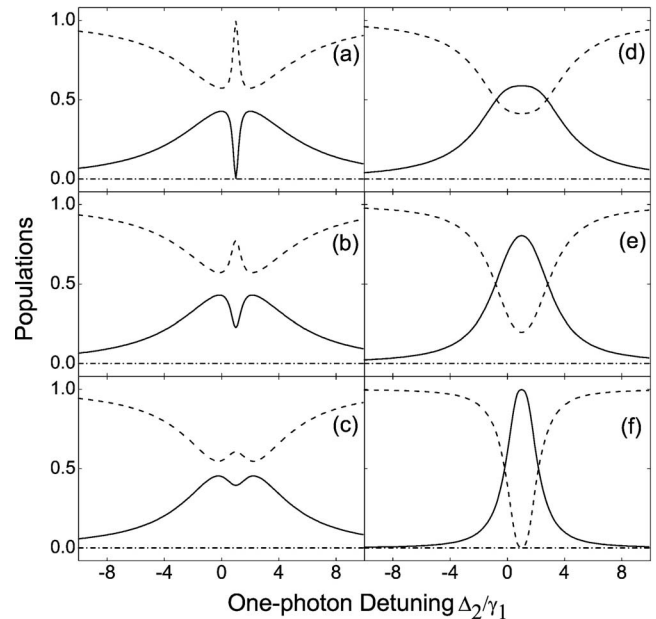 Populations
1.0
0.5
0.0
(a)
(d)
1.0
0.5
0.0
(b)
(e)
1.0
0.5
0.0
(c)
(f)
-8 -4 0 4 8 -8 -4 0 4 8
One-photon Detuning Δ₂/γ₁